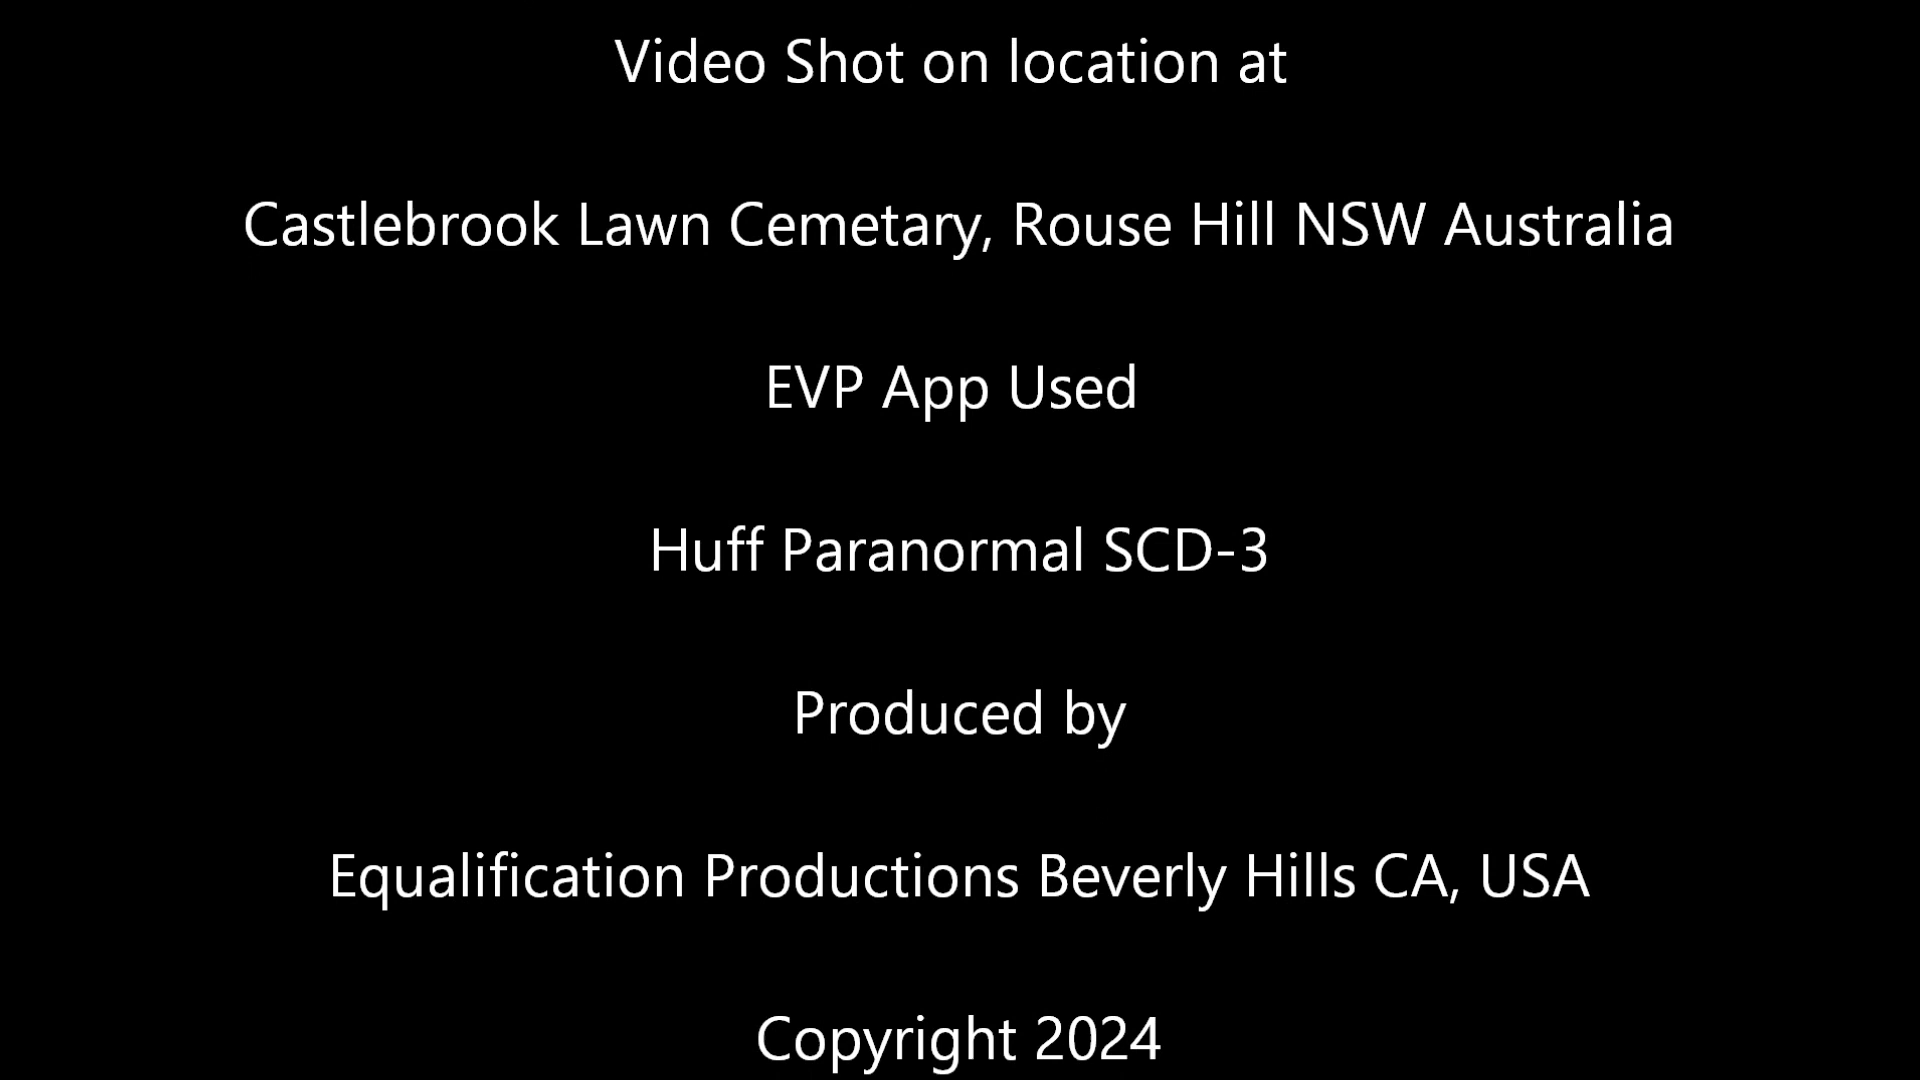 Video Shot on location at
Castlebrook Lawn Cemetary, Rouse Hill NSW Australia
EVP App Used
Huff Paranormal SCD-3
Produced by
Equalification Productions Beverly Hills CA, USA
Copyright 2024